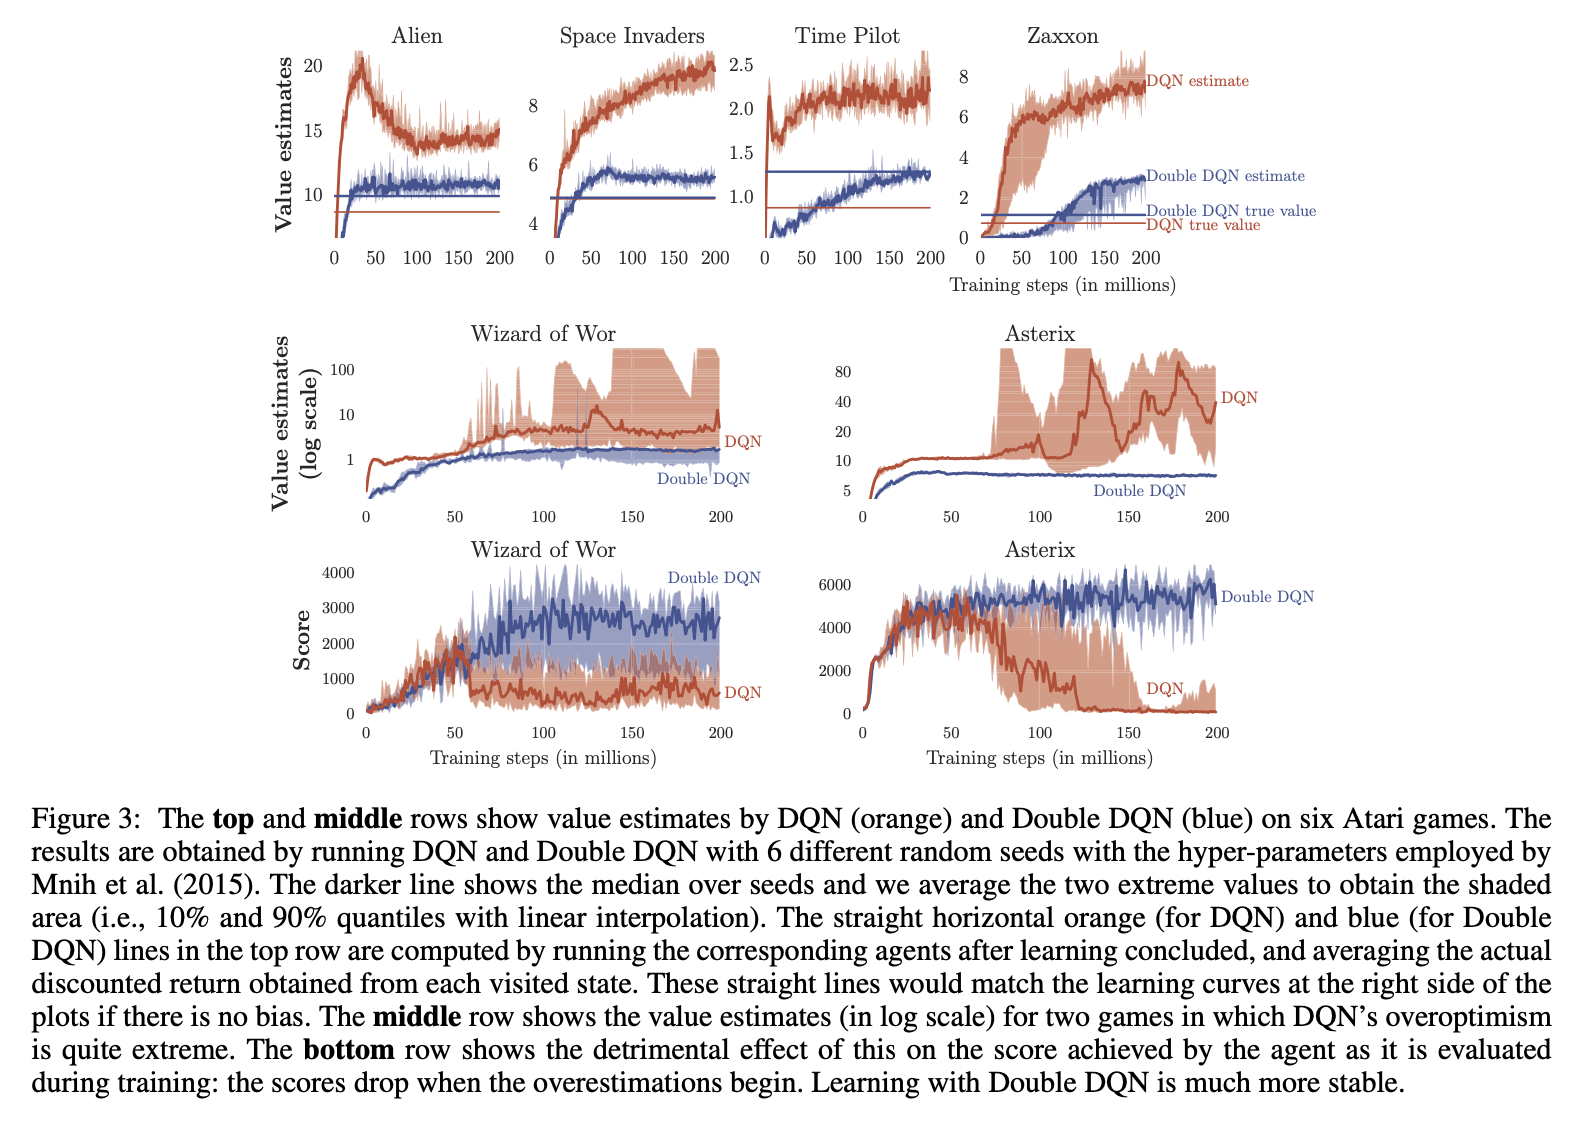 Alien
Space Invaders
Time Pilot
Zaxxon
Value estimates
20
15
10
0 50 100 150 200
8
6
4
0 50 100 150 200
2.5
2.0
1.5
1.0
0 50 100 150 200
8
6
4
2
0
0 50 100 150 200
DQN estimate
Double DQN estimate
Double DQN true value
DQN true value
Training steps (in millions)
Wizard of Wor
Asterix
Value estimates
(log scale)
100
10
1
0 50 100 150 200
DQN
Double DQN
80
40
20
10
5
0 50 100 150 200
DQN
Double DQN
Wizard of Wor
Asterix
Score
4000
3000
2000
1000
0
0 50 100 150 200
Double DQN
DQN
Training steps (in millions)
6000
4000
2000
0
0 50 100 150 200
Double DQN
DQN
Training steps (in millions)
Figure 3: The top and middle rows show value estimates by DQN (orange) and Double DQN (blue) on six Atari games. The
results are obtained by running DQN and Double DQN with 6 different random seeds with the hyper-parameters employed by
Mnih et al. (2015). The darker line shows the median over seeds and we average the two extreme values to obtain the shaded
area (i.e., 10% and 90% quantiles with linear interpolation). The straight horizontal orange (for DQN) and blue (for Double
DQN) lines in the top row are computed by running the corresponding agents after learning concluded, and averaging the actual
discounted return obtained from each visited state. These straight lines would match the learning curves at the right side of the
plots if there is no bias. The middle row shows the value estimates (in log scale) for two games in which DQN's overoptimism
is quite extreme. The bottom row shows the detrimental effect of this on the score achieved by the agent as it is evaluated
during training: the scores drop when the overestimations begin. Learning with Double DQN is much more stable.